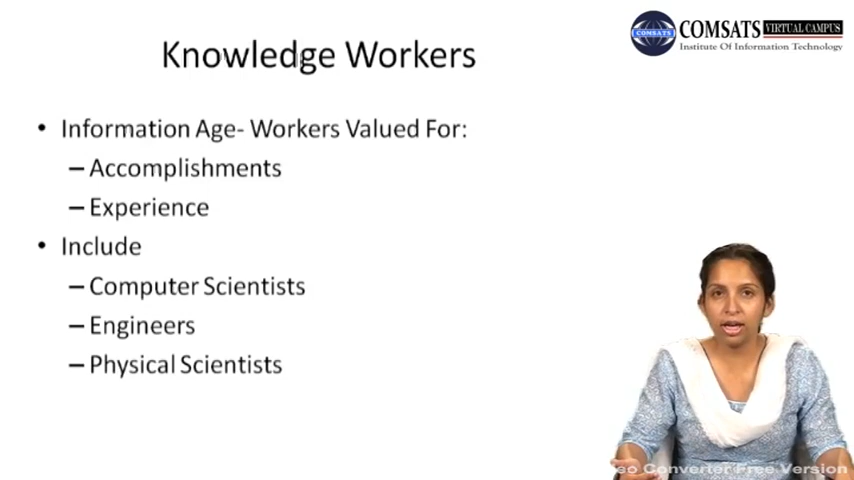 Knowledge Workers
COMSATS VIRTUAL CAMPUS
COMSATS
Institute Of Information Technology
• Information Age- Workers Valued For:
– Accomplishments
– Experience
• Include
– Computer Scientists
– Engineers
– Physical Scientists
eo Converter Free Version